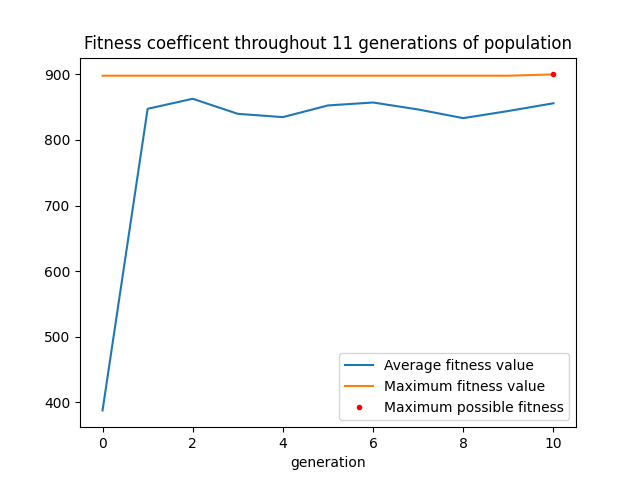 Fitness coefficent throughout 11 generations of population
900
800
700
600
500
400
Average fitness value
Maximum fitness value
Maximum possible fitness
0 2 4 6 8 10
generation